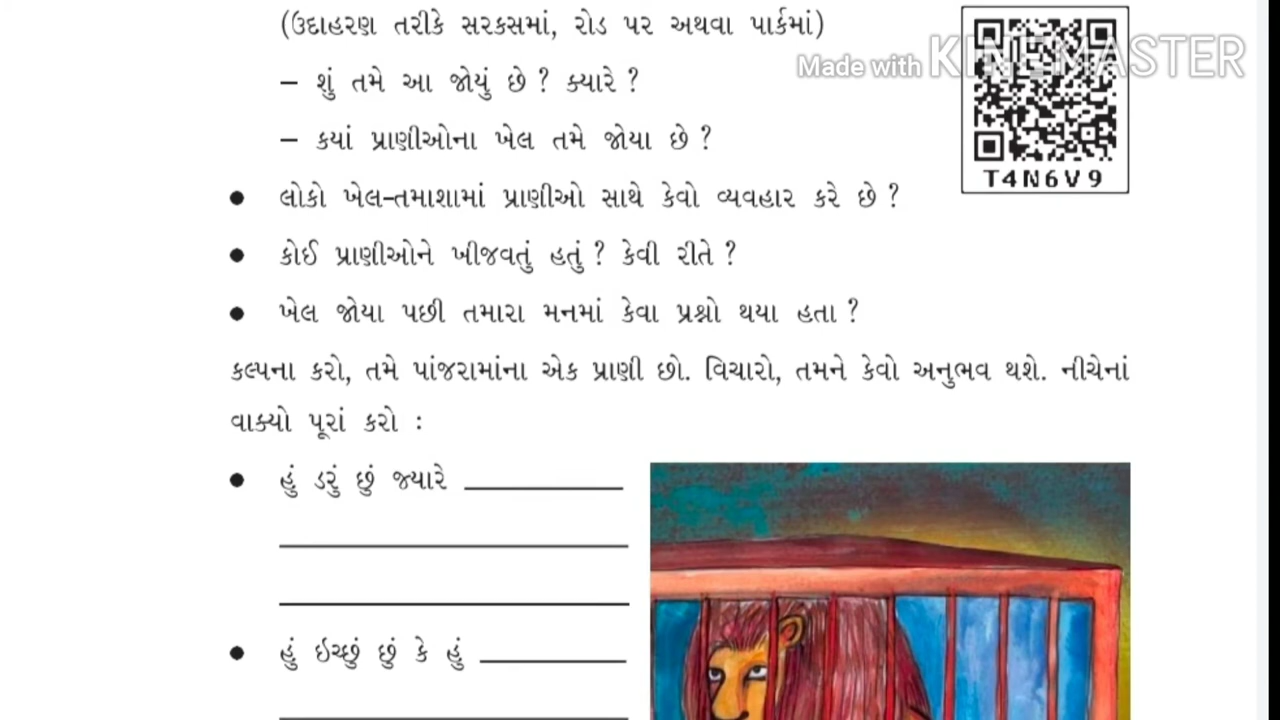 (ઉદાહરણ તરીકે સરકસમાં, રોડ પર અથવા પાર્કમાં)
Made with KINEMASTER
– શું તમે આ જોયું છે ? ક્યારે ?
– કયાં પ્રાણીઓના ખેલ તમે જોયા છે ?
T4N6V9
● લોકો ખેલ-તમાશામાં પ્રાણીઓ સાથે કેવો વ્યવહાર કરે છે ?
● કોઈ પ્રાણીઓને ખીજવતું હતું ? કેવી રીતે ?
● ખેલ જોયા પછી તમારા મનમાં કેવા પ્રશ્નો થયા હતા ?
કલ્પના કરો, તમે પાંજરામાંના એક પ્રાણી છો. વિચારો, તમને કેવો અનુભવ થશે. નીચેનાં
વાક્યો પૂરાં કરો :
● હું ડરું છું જ્યારે
● હું ઇચ્છું છું કે હું